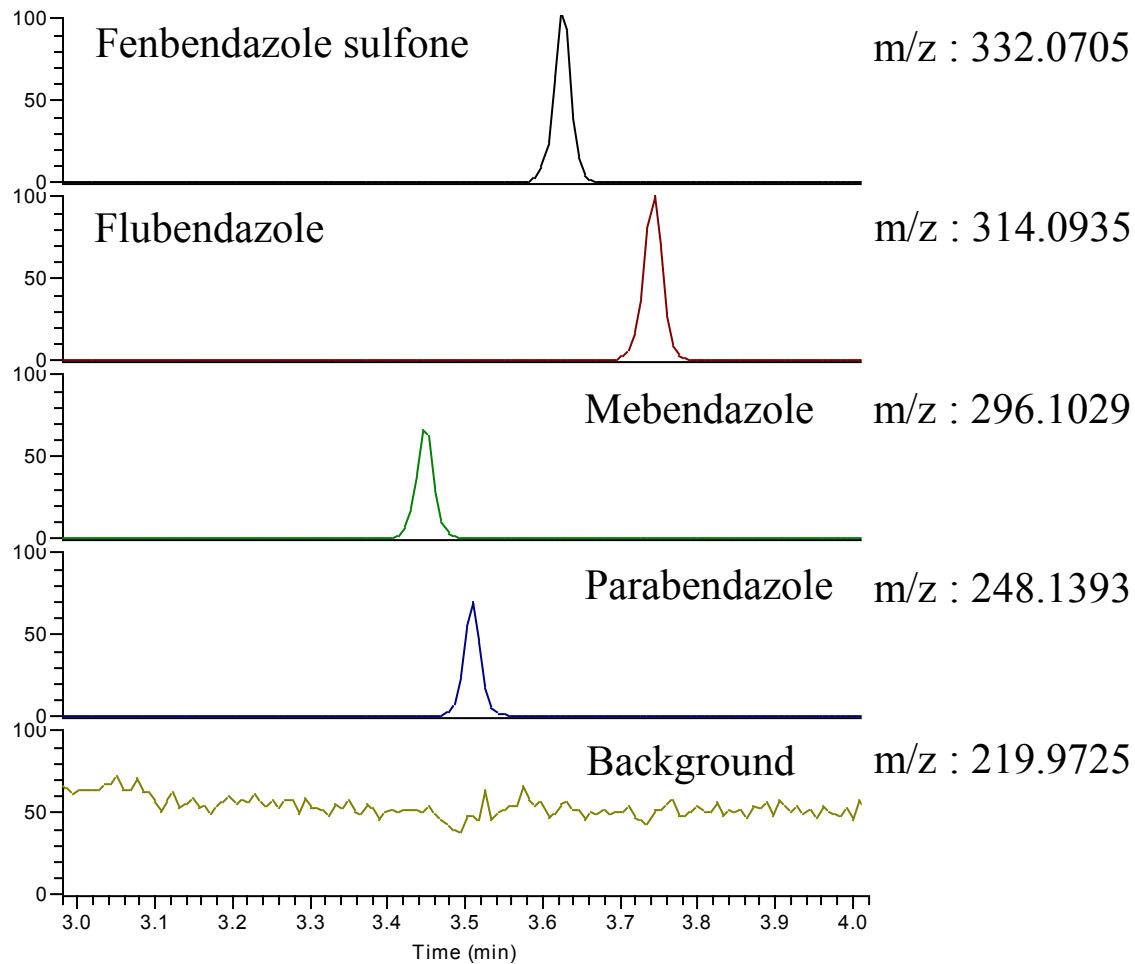 100
Fenbendazole sulfone
m/z : 332.0705
50
0
100
Flubendazole
m/z : 314.0935
50
0
100
Mebendazole
m/z : 296.1029
50
0
100
Parabendazole
m/z : 248.1393
50
0
100
Background
m/z : 219.9725
50
0
3.0 3.1 3.2 3.3 3.4 3.5 3.6 3.7 3.8 3.9 4.0
Time (min)